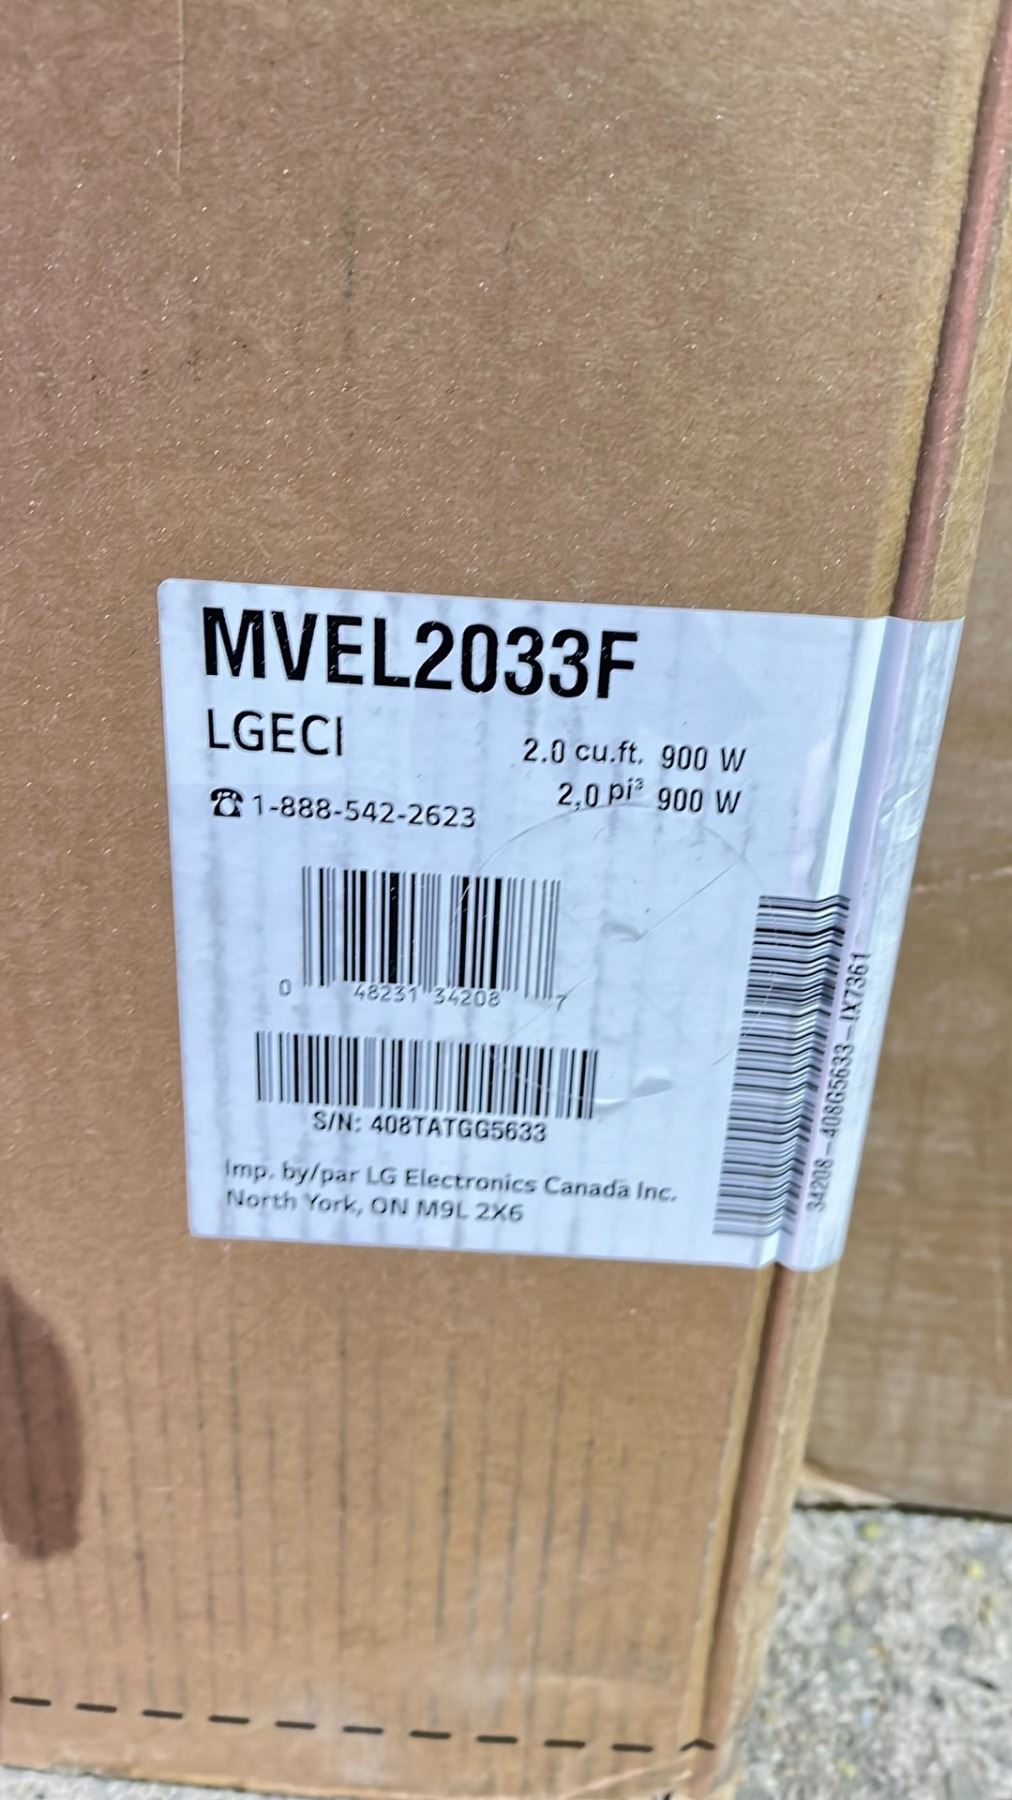 MVEL2033F
LGECI
2.0 cu.ft. 900 W
2,0 pi³ 900 W
☎ 1-888-542-2623
0 48231 34208 7
S/N: 408TATGG5633
Imp. by/par LG Electronics Canada Inc.
North York, ON M9L 2X6
34208-408G5633-IX7361